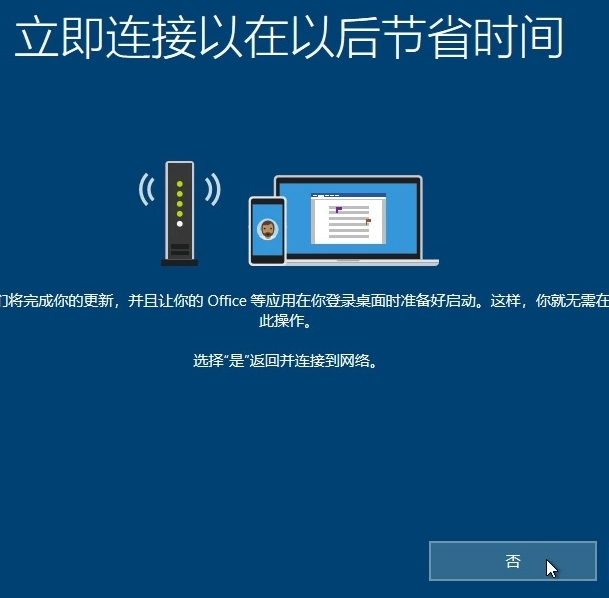 立即连接以在以后节省时间
们将完成你的更新，并且让你的 Office 等应用在你登录桌面时准备好启动。这样，你就无需在
此操作。
选择“是”返回并连接到网络。
否